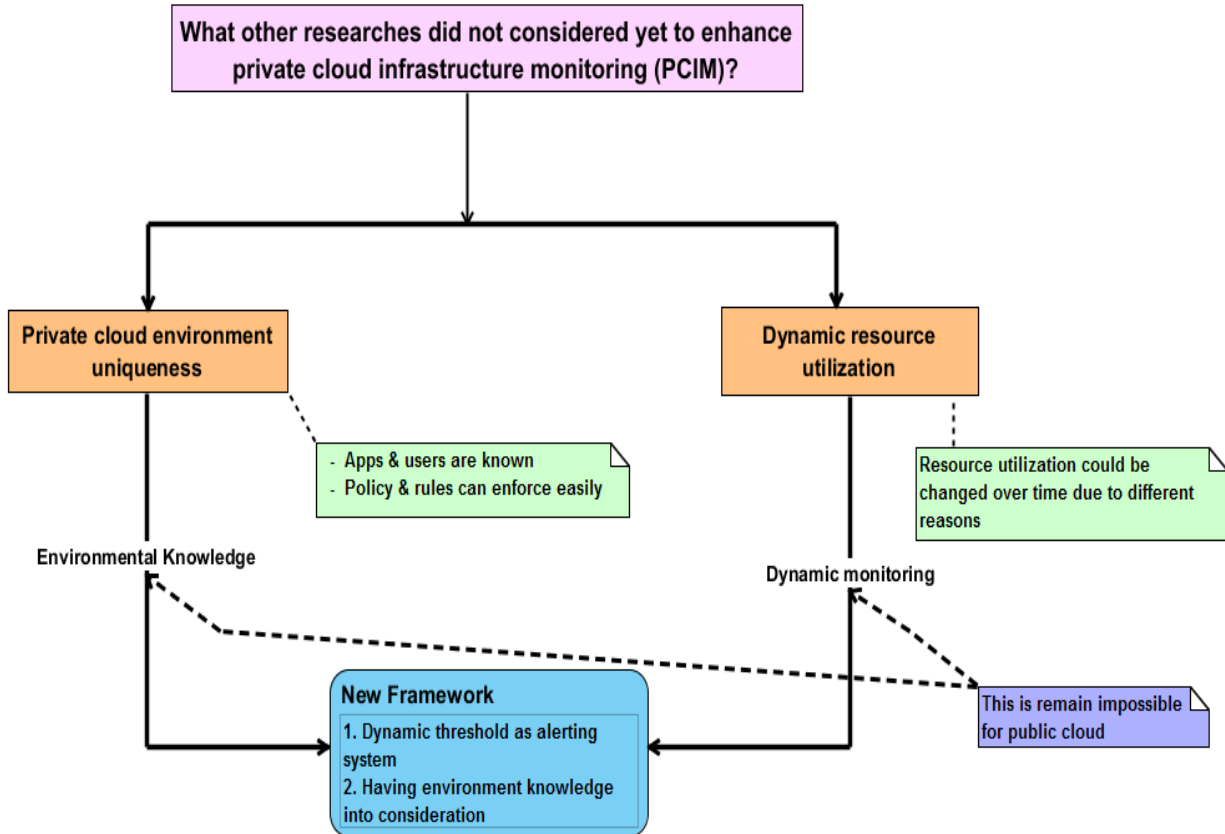 What other researches did not considered yet to enhance
private cloud infrastructure monitoring (PCIM)?
Private cloud environment
uniqueness
Dynamic resource
utilization
- Apps & users are known
- Policy & rules can enforce easily
Resource utilization could be
changed over time due to different
reasons
Environmental Knowledge
Dynamic monitoring
New Framework
1. Dynamic threshold as alerting
system
2. Having environment knowledge
into consideration
This is remain impossible
for public cloud